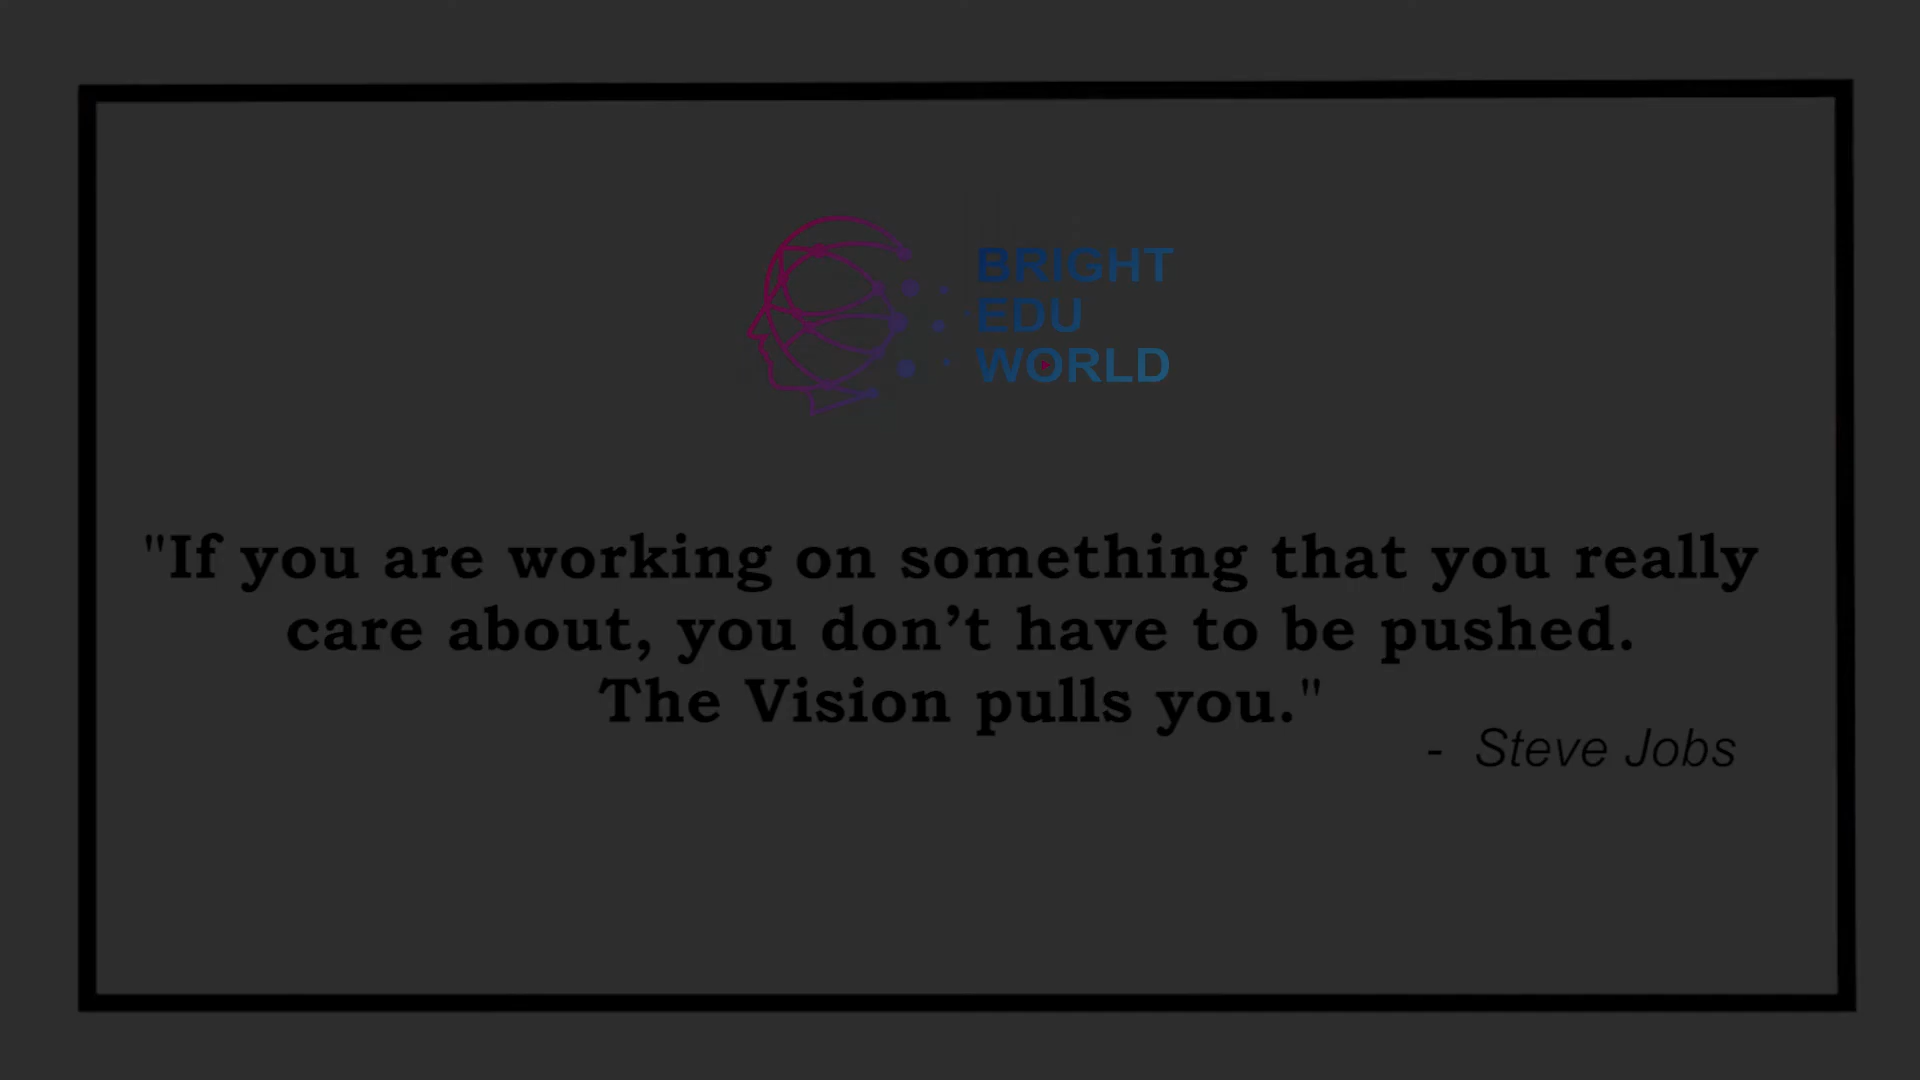 BRIGHT
EDU
WORLD
"If you are working on something that you really
care about, you don’t have to be pushed.
The Vision pulls you."
- Steve Jobs